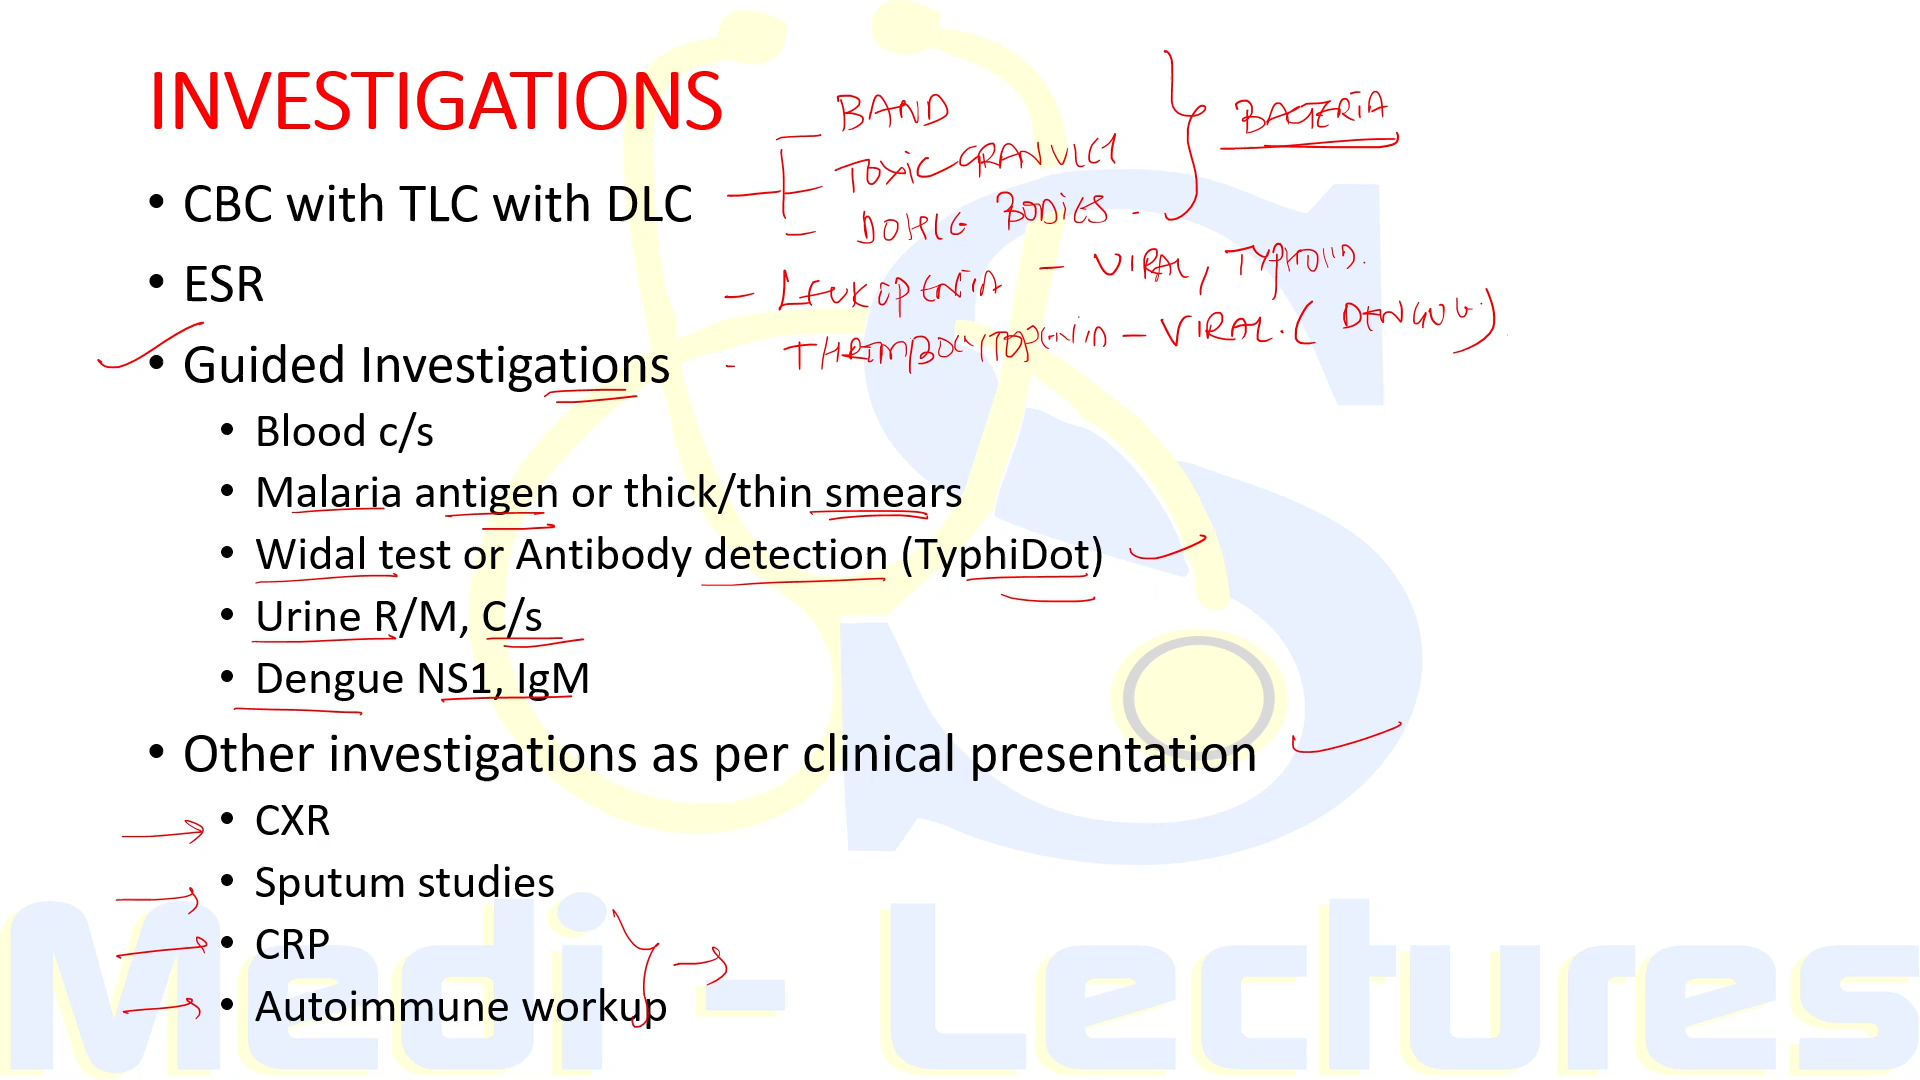 INVESTIGATIONS
BAND
TOXIC GRANULES
DOHLE BODIES
BACTERIA
• CBC with TLC with DLC
– LEUKOPENIA – VIRAL, TYPHOID.
• ESR
- THROMBOCYTOPENIA – VIRAL. (DENGUE)
• Guided Investigations
• Blood c/s
• Malaria antigen or thick/thin smears
• Widal test or Antibody detection (TyphiDot)
• Urine R/M, C/s
• Dengue NS1, IgM
• Other investigations as per clinical presentation
• CXR
• Sputum studies
• CRP
• Autoimmune workup
Medi - Lectures